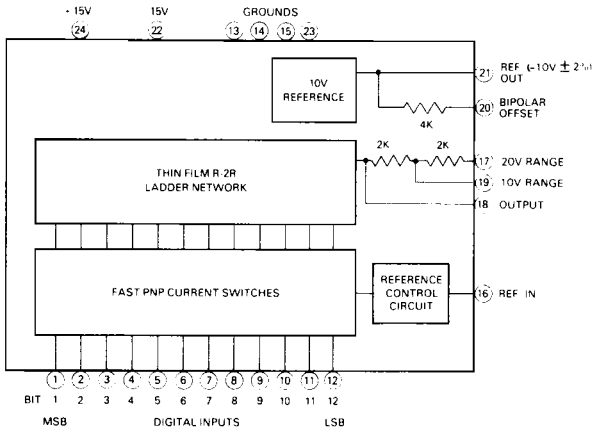 + 15V 15V GROUNDS
24 22 13 14 15 23
10V
REFERENCE
21 REF (-10V ± 2%)
OUT
20 BIPOLAR
OFFSET
4K
2K 2K
THIN FILM R-2R
LADDER NETWORK
17 20V RANGE
19 10V RANGE
18 OUTPUT
FAST PNP CURRENT SWITCHES
REFERENCE
CONTROL
CIRCUIT
16 REF IN
1 2 3 4 5 6 7 8 9 10 11 12
BIT 1 2 3 4 5 6 7 8 9 10 11 12
MSB DIGITAL INPUTS LSB